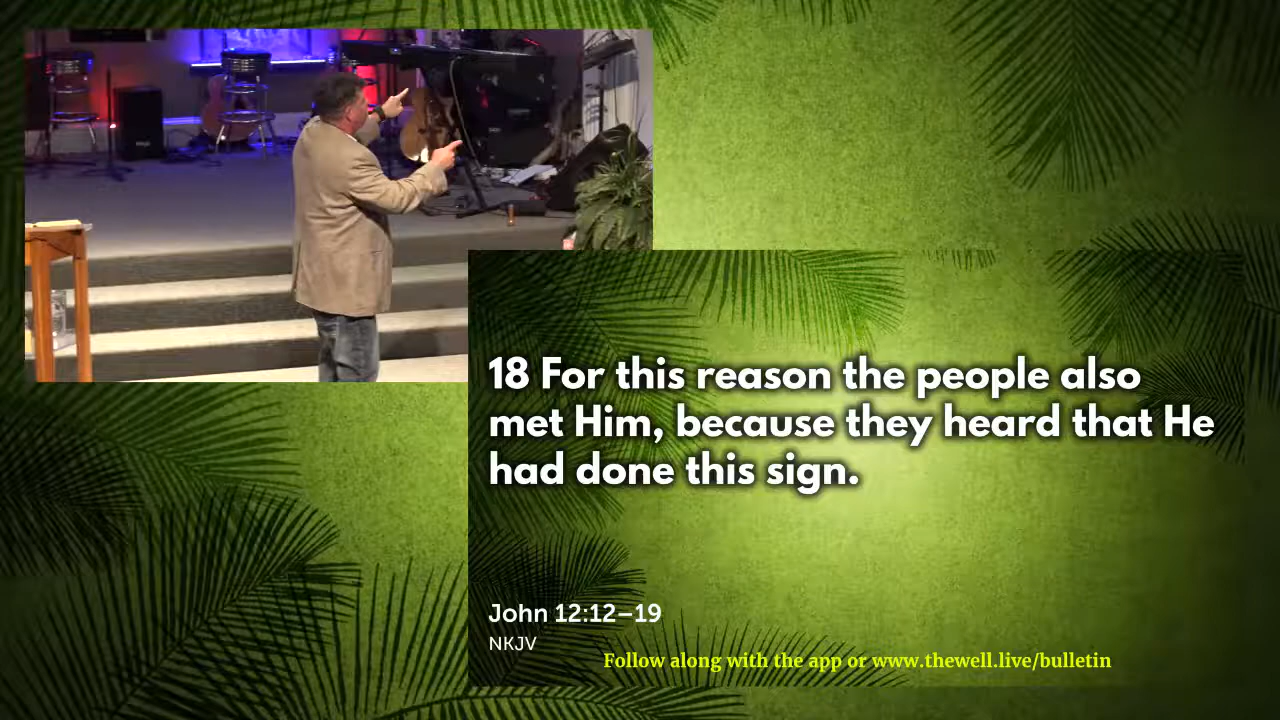 18 For this reason the people also
met Him, because they heard that He
had done this sign.
John 12:12–19
NKJV
Follow along with the app or www.thewell.live/bulletin